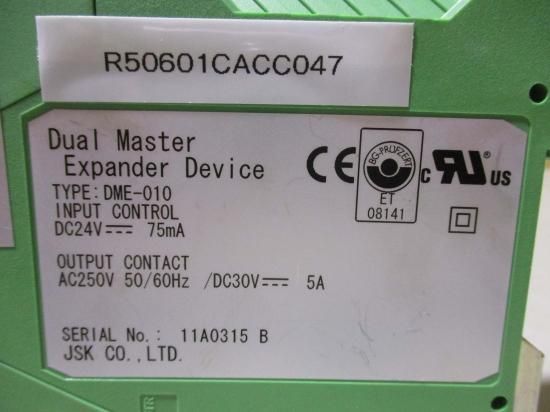 R50601CACC047
Dual Master
Expander Device
TYPE:DME-010
INPUT CONTROL
DC24V⎓ 75mA
OUTPUT CONTACT
AC250V 50/60Hz /DC30V⎓ 5A
SERIAL No.: 11A0315 B
JSK CO.,LTD.
CE
BG-PRÜFZERT
ET
08141
c RU US